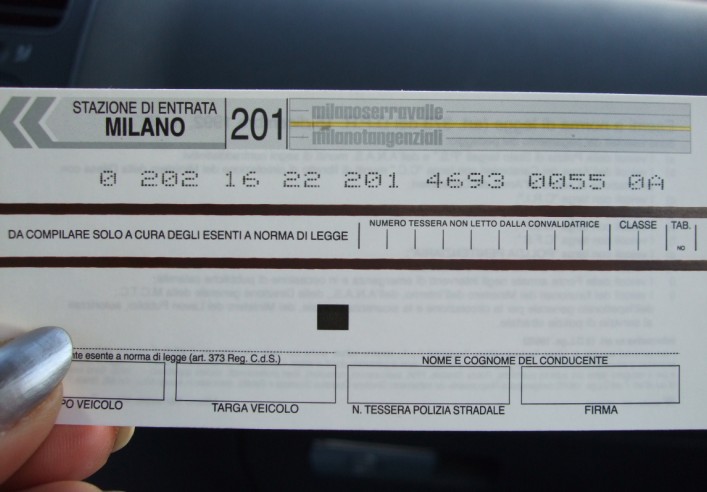 STAZIONE DI ENTRATA
MILANO
201
milanoserravalle
milanotangenziali
0 202 16 22 201 4693 0055 0A
DA COMPILARE SOLO A CURA DEGLI ESENTI A NORMA DI LEGGE
NUMERO TESSERA NON LETTO DALLA CONVALIDATRICE
CLASSE
TAB.
NO
nte esente a norma di legge (art. 373 Reg. C.d.S.)
NOME E COGNOME DEL CONDUCENTE
PO VEICOLO
TARGA VEICOLO
N. TESSERA POLIZIA STRADALE
FIRMA